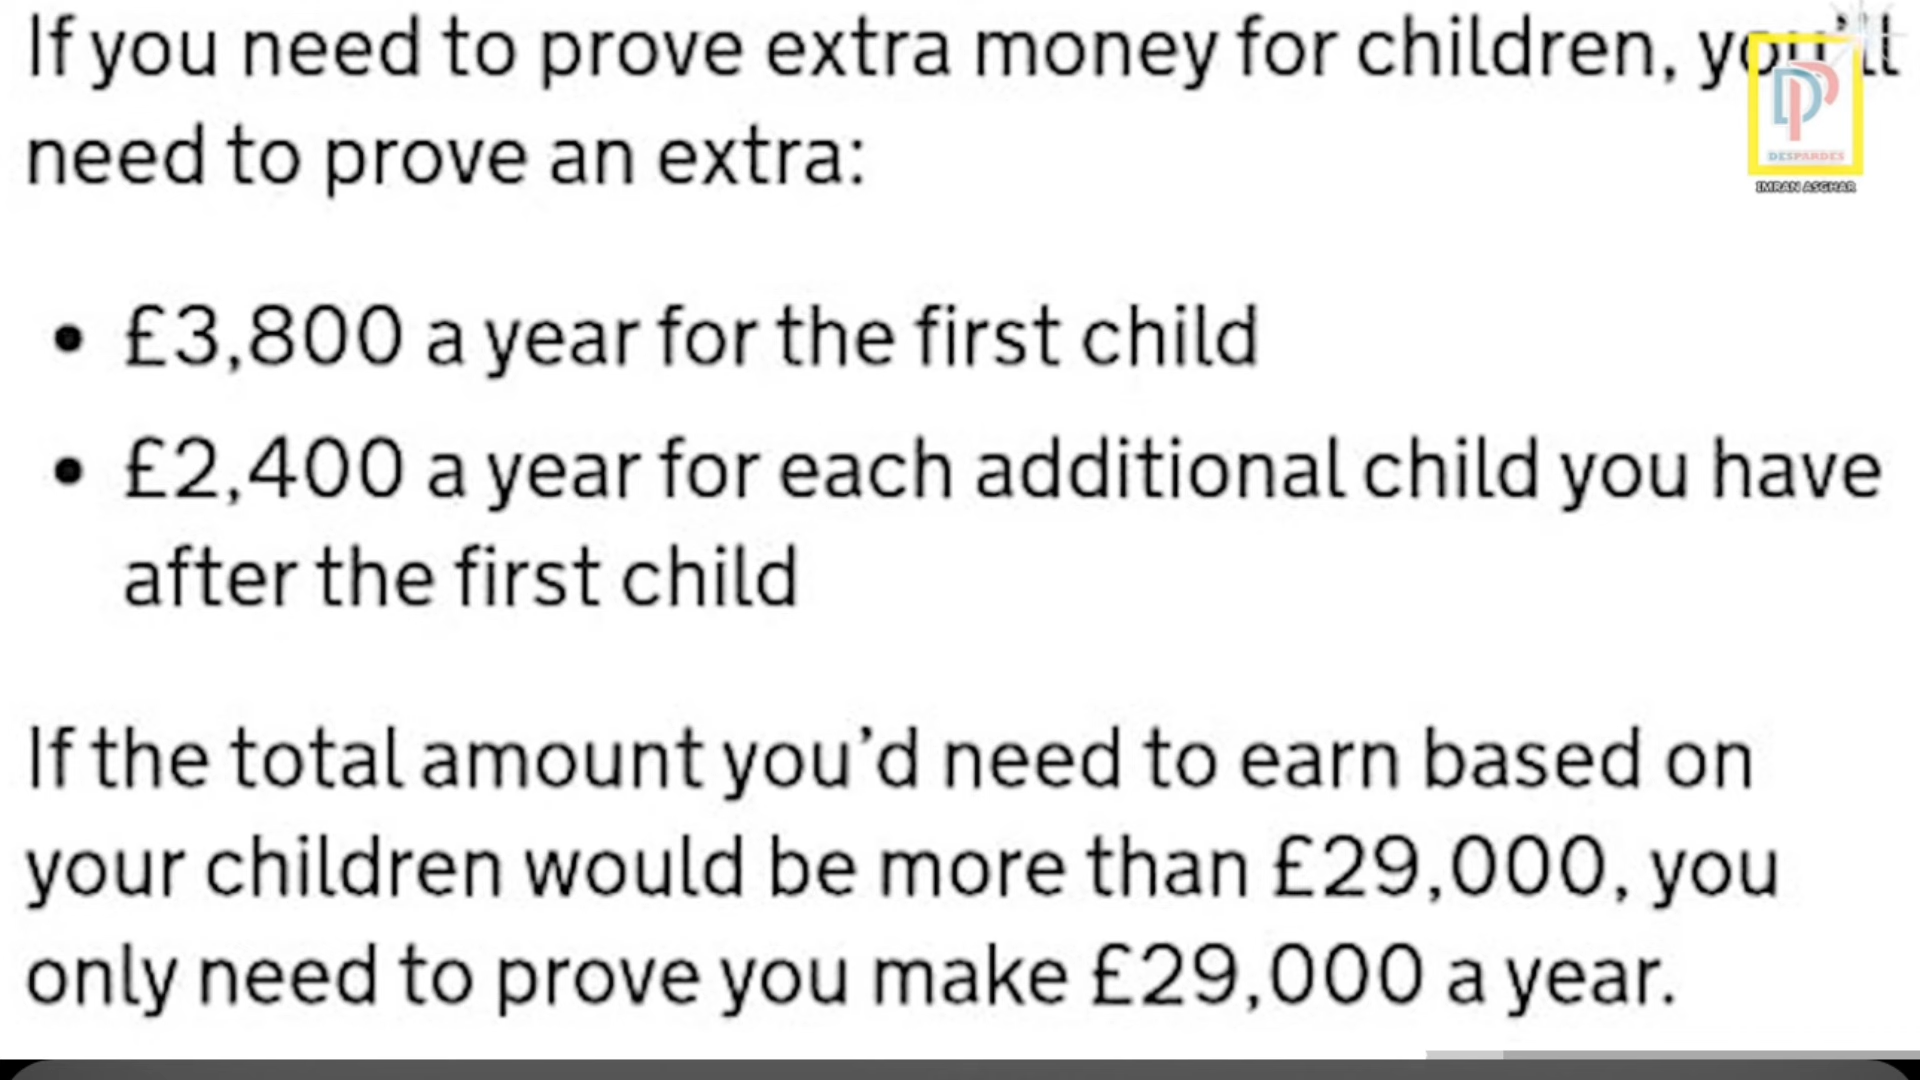 If you need to prove extra money for children, you'll
need to prove an extra:
• £3,800 a year for the first child
• £2,400 a year for each additional child you have
after the first child
If the total amount you’d need to earn based on
your children would be more than £29,000, you
only need to prove you make £29,000 a year.
DP
DESPARDES
IMRAN ASGHAR